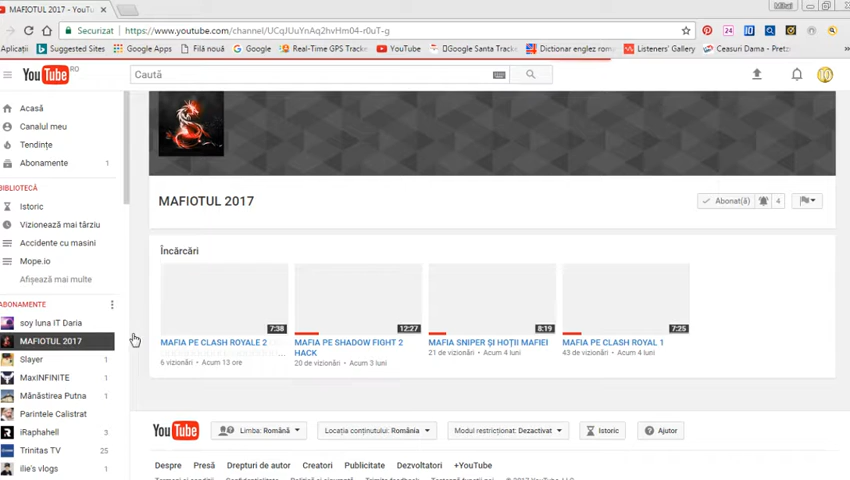 MAFIOTUL 2017 - YouTu
Mihai
Securizat
https://www.youtube.com/channel/UCqJUuYnAq2hvHm04-r0uT-g
Aplicații
Suggested Sites
Google Apps
Filă nouă
Google
Real-Time GPS Tracke
YouTube
Google Santa Tracke
Dictionar englez rom
Listeners' Gallery
Ceasuri Dama - Pretz
YouTube RO
Caută
Acasă
Canalul meu
Tendințe
Abonamente 1
BIBLIOTECĂ
Istoric
Vizionează mai târziu
Accidente cu masini
Mope.io
Afișează mai multe
ABONAMENTE
soy luna IT Daria
MAFIOTUL 2017
Slayer 1
MaxINFINITE 1
Mănăstirea Putna 1
Parintele Calistrat
iRaphahell 3
Trinitas TV 25
ilie's vlogs 1
MAFIOTUL 2017
Abonat(ă) 4
Încărcări
7:38
12:27
8:19
7:25
MAFIA PE CLASH ROYALE 2
6 vizionări • Acum 13 ore
MAFIA PE SHADOW FIGHT 2
HACK
20 de vizionări • Acum 3 luni
MAFIA SNIPER ȘI HOȚII MAFIEI
21 de vizionări • Acum 4 luni
MAFIA PE CLASH ROYAL 1
43 de vizionări • Acum 4 luni
YouTube
Limba: Română
Locația conținutului: România
Modul restricționat: Dezactivat
Istoric
Ajutor
Despre Presă Drepturi de autor Creatori Publicitate Dezvoltatori +YouTube